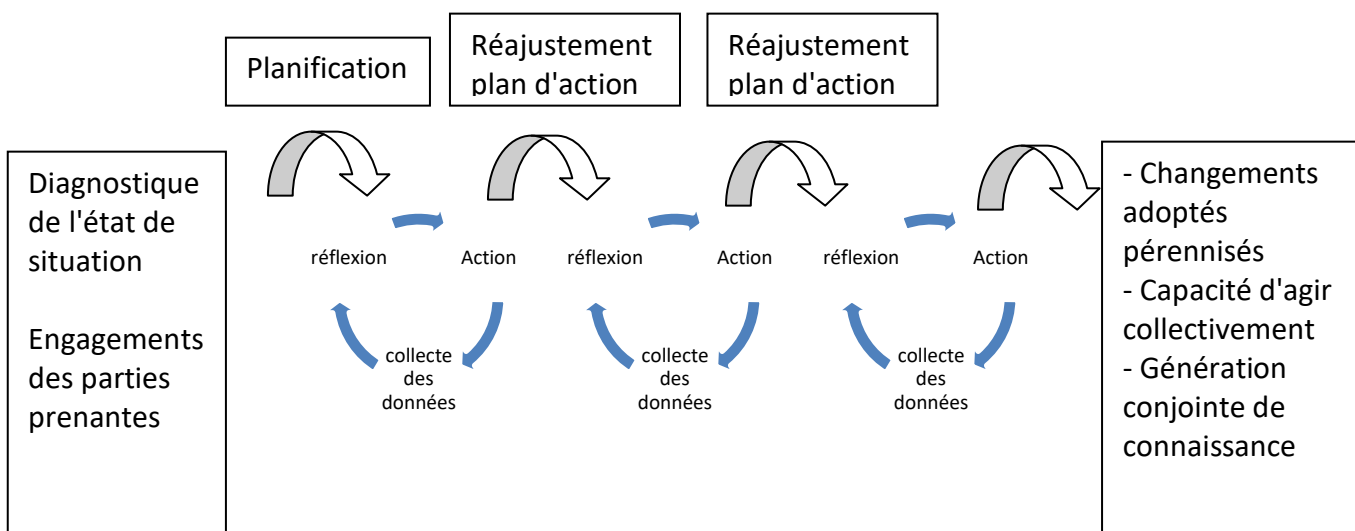 Planification
Réajustement
plan d'action
Réajustement
plan d'action
Diagnostique
de l'état de
situation
Engagements
des parties
prenantes
réflexion
Action
collecte
des
données
réflexion
Action
collecte
des
données
réflexion
Action
collecte
des
données
- Changements
adoptés
pérennisés
- Capacité d'agir
collectivement
- Génération
conjointe de
connaissance